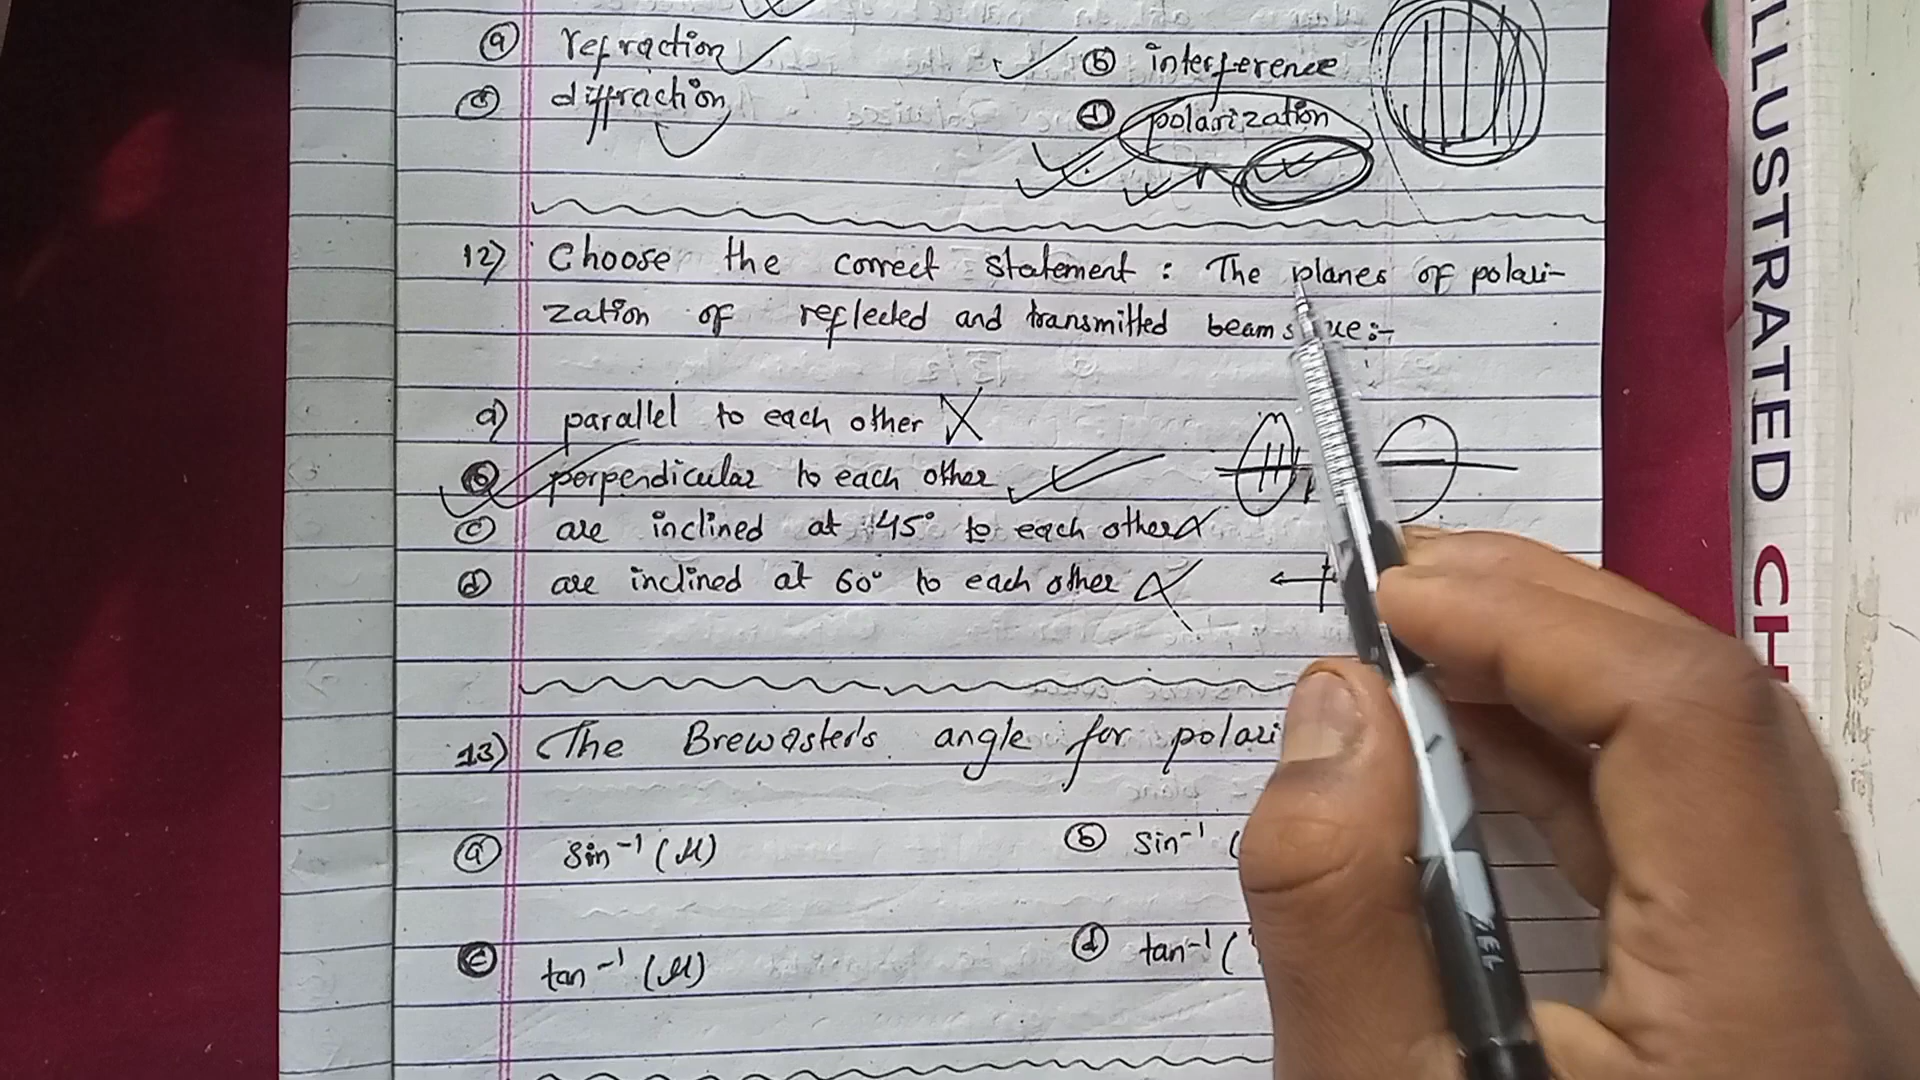 a refraction b interference
c diffraction d polarization
12) Choose the correct statement : The planes of polari-
zation of reflected and transmitted beams are :-
a) parallel to each other
b perpendicular to each other
c are inclined at 45° to each other
d are inclined at 60° to each other
13) The Brewster's angle for polari
a sin⁻¹ (μ) b sin⁻¹ (
c tan⁻¹ (μ) d tan⁻¹ (
ILLUSTRATED CH
ZEL